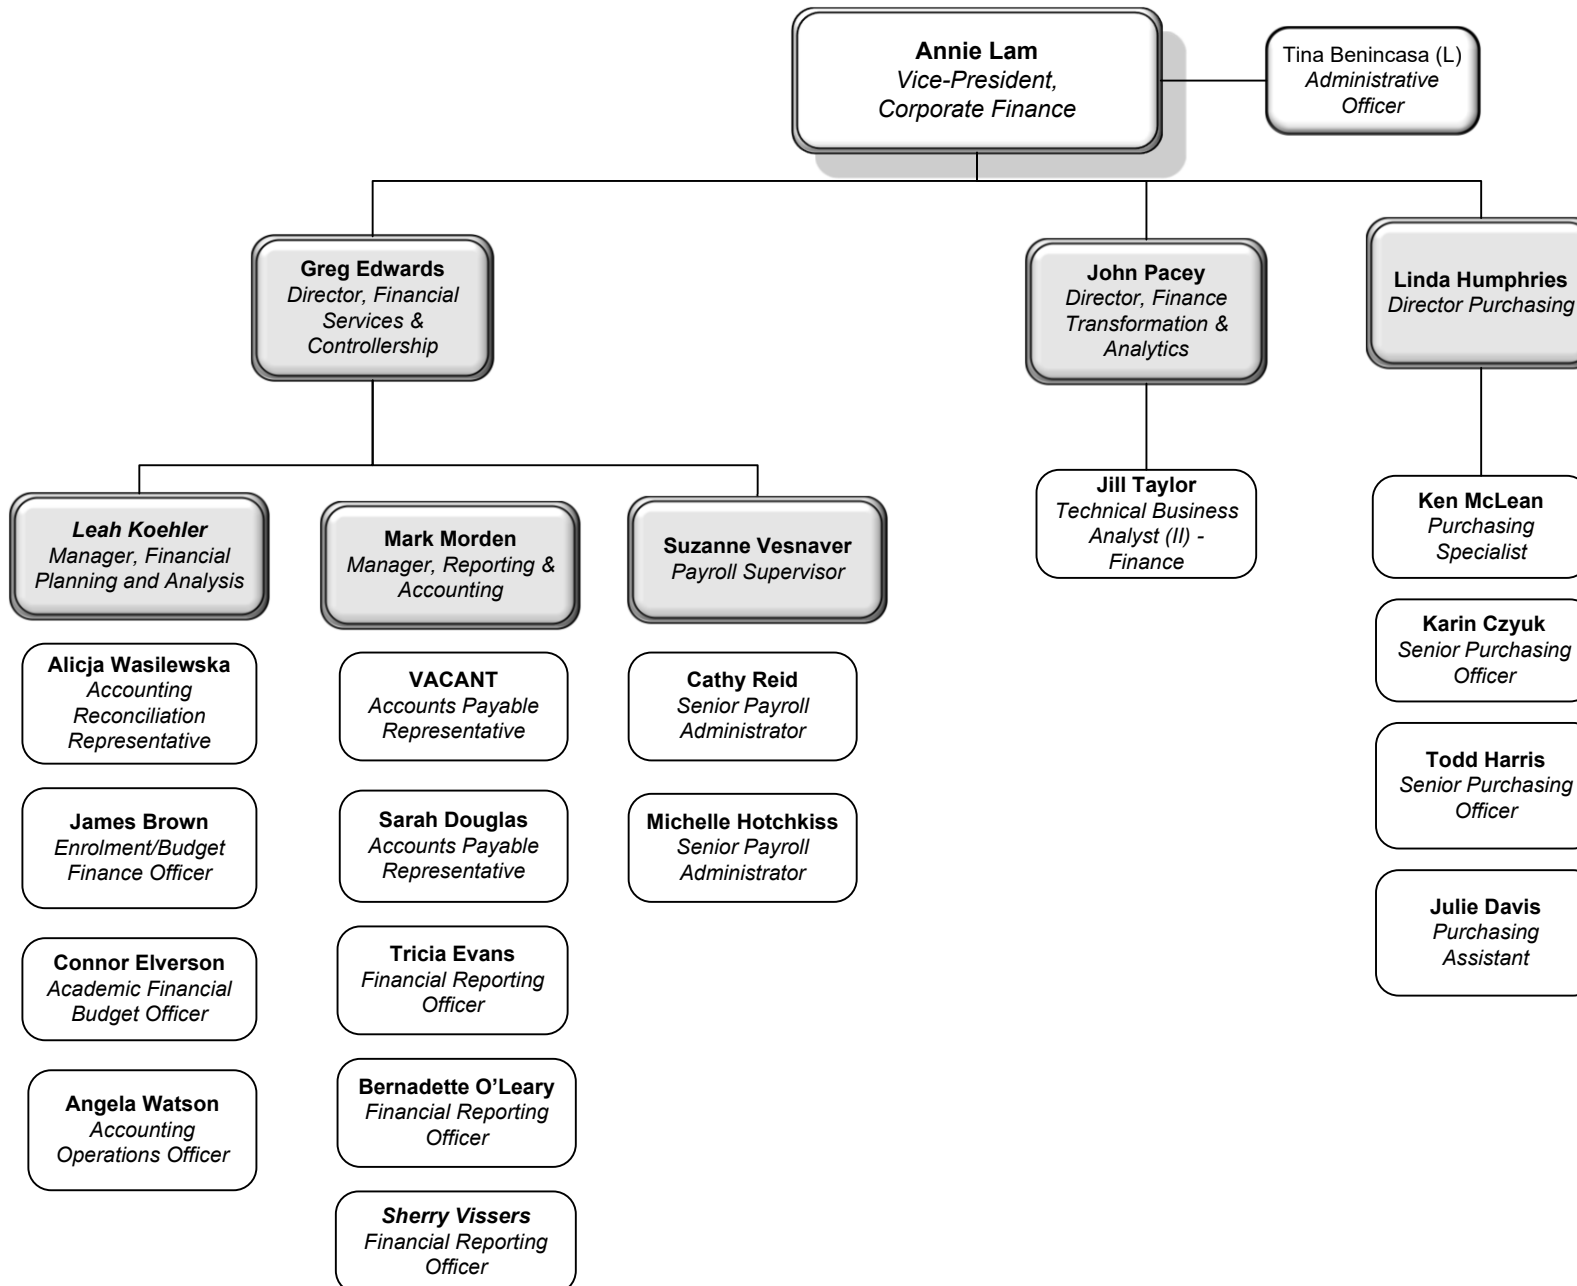 Annie Lam
Vice-President,
Corporate Finance
Tina Benincasa (L)
Administrative
Officer
Greg Edwards
Director, Financial
Services &
Controllership
John Pacey
Director, Finance
Transformation &
Analytics
Linda Humphries
Director Purchasing
Leah Koehler
Manager, Financial
Planning and Analysis
Mark Morden
Manager, Reporting &
Accounting
Suzanne Vesnaver
Payroll Supervisor
Jill Taylor
Technical Business
Analyst (II) -
Finance
Ken McLean
Purchasing
Specialist
Alicja Wasilewska
Accounting
Reconciliation
Representative
VACANT
Accounts Payable
Representative
Cathy Reid
Senior Payroll
Administrator
Karin Czyuk
Senior Purchasing
Officer
James Brown
Enrolment/Budget
Finance Officer
Sarah Douglas
Accounts Payable
Representative
Michelle Hotchkiss
Senior Payroll
Administrator
Todd Harris
Senior Purchasing
Officer
Connor Elverson
Academic Financial
Budget Officer
Tricia Evans
Financial Reporting
Officer
Julie Davis
Purchasing
Assistant
Angela Watson
Accounting
Operations Officer
Bernadette O’Leary
Financial Reporting
Officer
Sherry Vissers
Financial Reporting
Officer